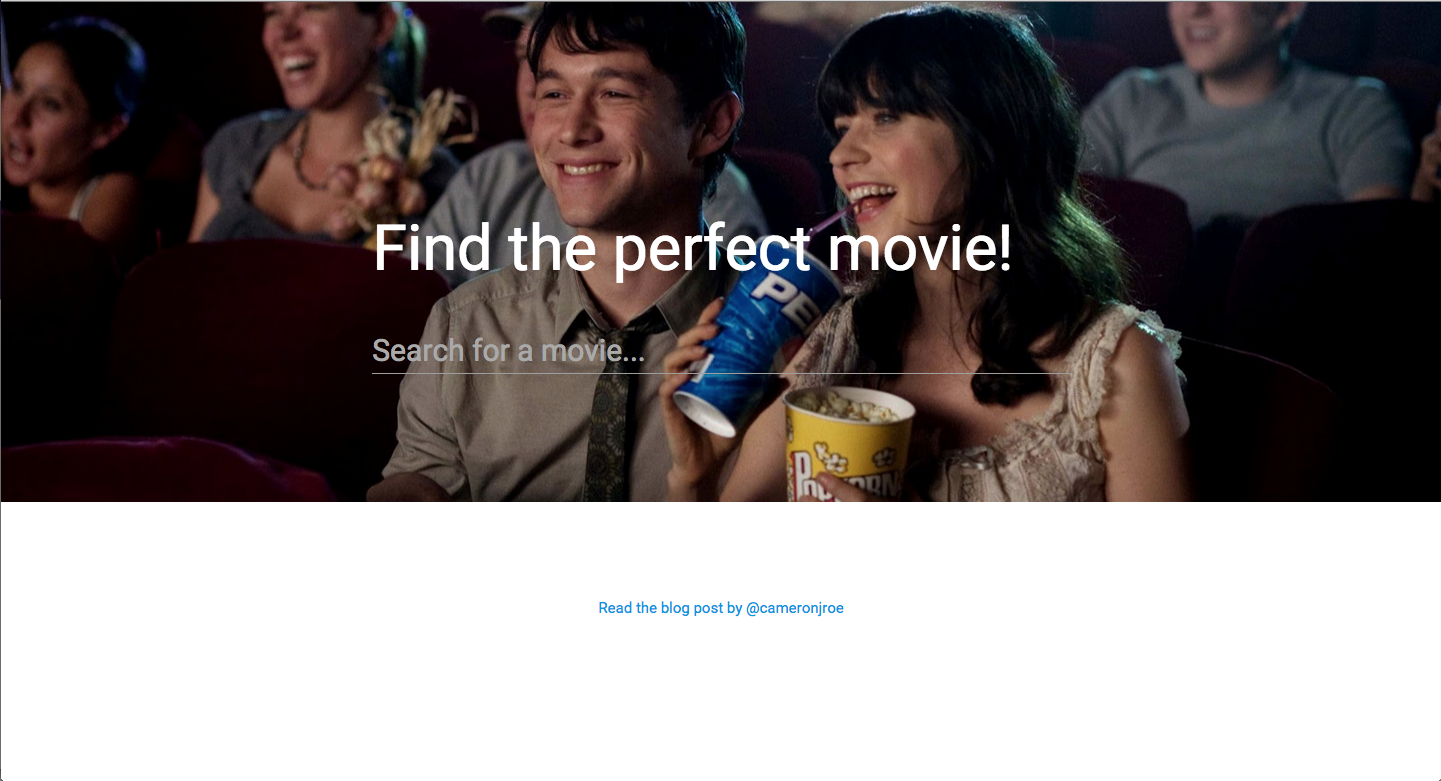 Find the perfect movie!
Search for a movie...
PE
POPCORN
Read the blog post by @cameronjroe